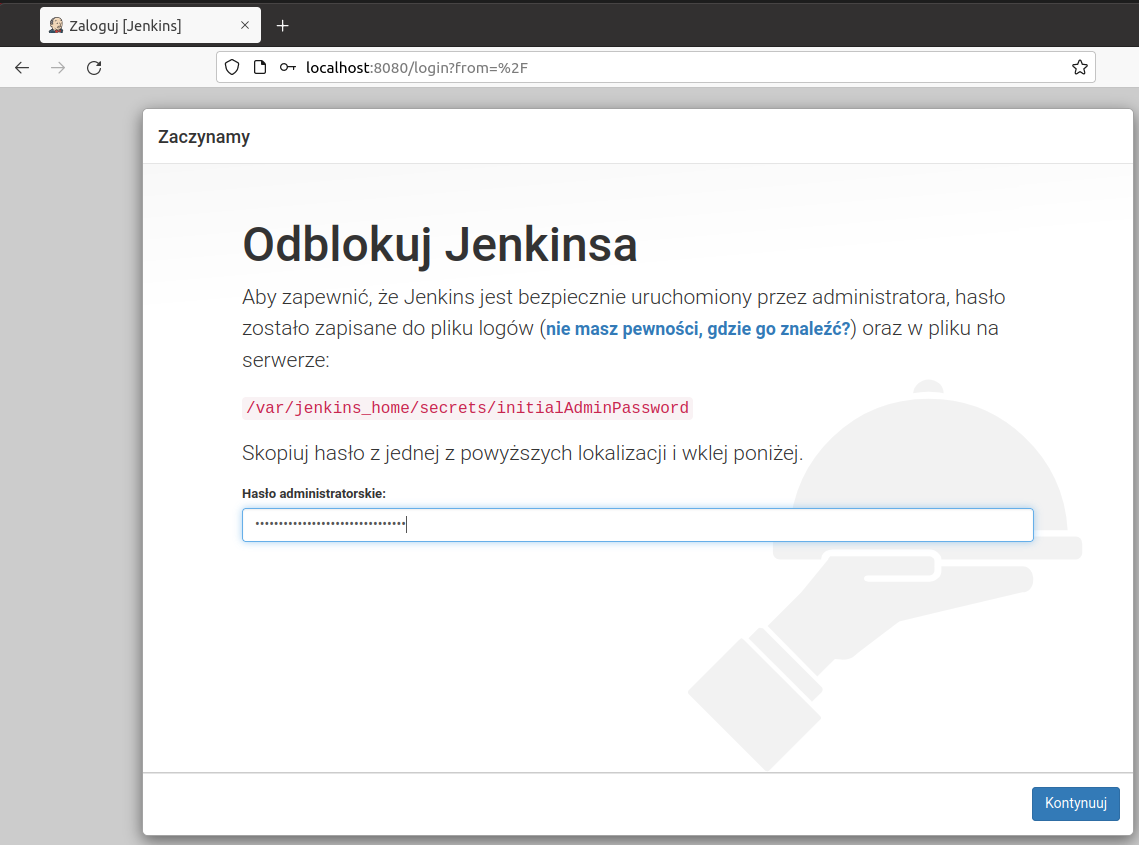 Zaloguj [Jenkins]
localhost:8080/login?from=%2F
Zaczynamy
Odblokuj Jenkinsa
Aby zapewnić, że Jenkins jest bezpiecznie uruchomiony przez administratora, hasło
zostało zapisane do pliku logów (nie masz pewności, gdzie go znaleźć?) oraz w pliku na
serwerze:
/var/jenkins_home/secrets/initialAdminPassword
Skopiuj hasło z jednej z powyższych lokalizacji i wklej poniżej.
Hasło administratorskie:
Kontynuuj